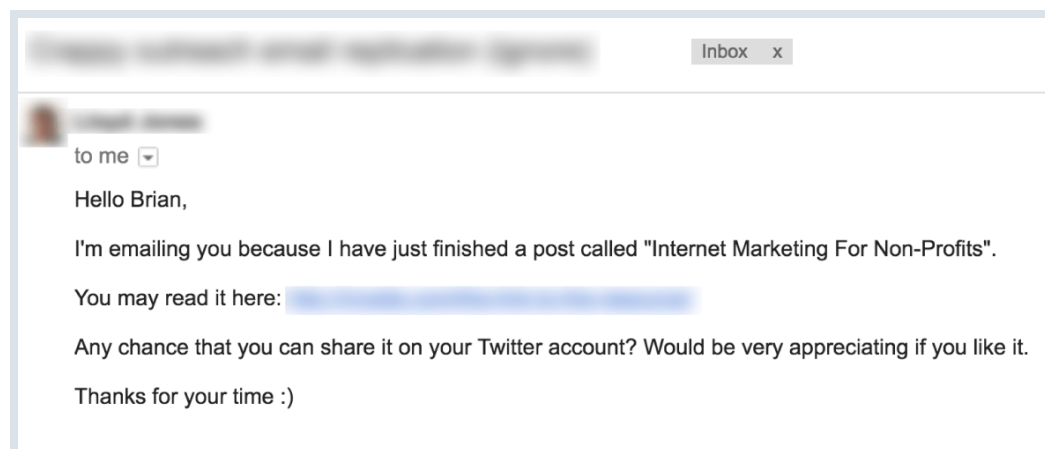 Inbox x
to me
Hello Brian,
I'm emailing you because I have just finished a post called "Internet Marketing For Non-Profits".
You may read it here:
Any chance that you can share it on your Twitter account? Would be very appreciating if you like it.
Thanks for your time :)